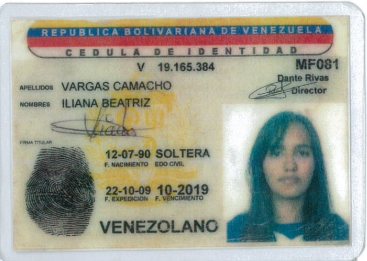 REPUBLICA BOLIVARIANA DE VENEZUELA
CEDULA DE IDENTIDAD
V 19.165.384 MF081
Dante Rivas
Director
APELLIDOS VARGAS CAMACHO
NOMBRES ILIANA BEATRIZ
FIRMA TITULAR
12-07-90 SOLTERA
F. NACIMIENTO EDO CIVIL
22-10-09 10-2019
F. EXPEDICION F. VENCIMIENTO
VENEZOLANO